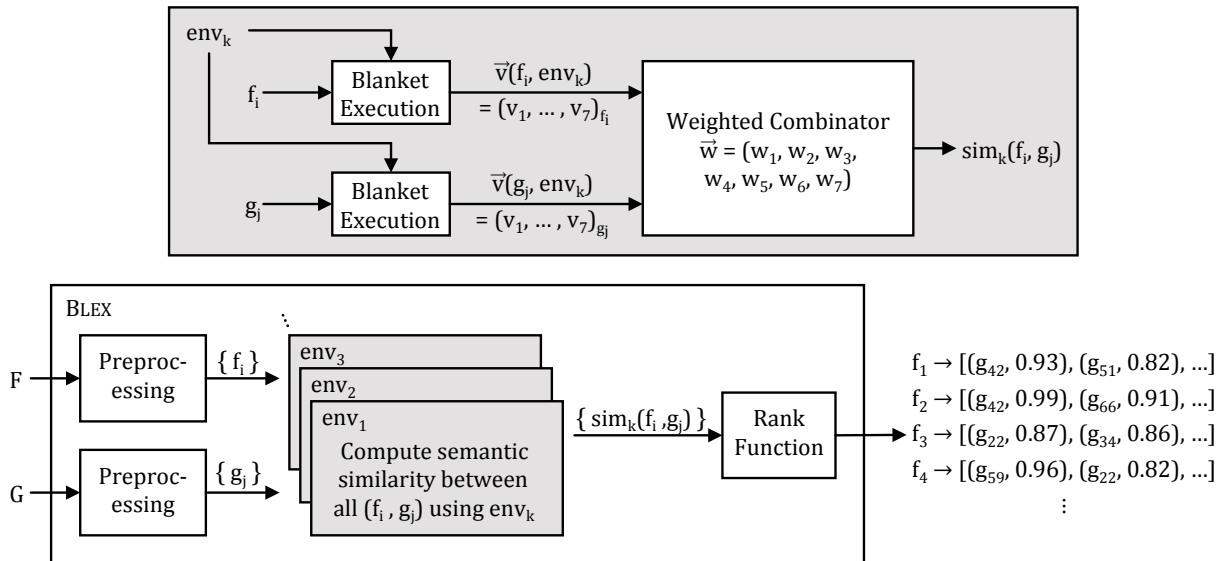 env_k
f_i
Blanket
Execution
v⃗(f_i, env_k)
= (v_1, … , v_7)_{f_i}
g_j
Blanket
Execution
v⃗(g_j, env_k)
= (v_1, … , v_7)_{g_j}
Weighted Combinator
w⃗ = (w_1, w_2, w_3,
w_4, w_5, w_6, w_7)
sim_k(f_i, g_j)
BLEX
F
Preproc-
essing
{ f_i }
G
Preproc-
essing
{ g_j }
⋱
env_3
env_2
env_1
Compute semantic
similarity between
all (f_i , g_j) using env_k
{ sim_k(f_i ,g_j) }
Rank
Function
f_1 → [(g_42, 0.93), (g_51, 0.82), …]
f_2 → [(g_42, 0.99), (g_66, 0.91), …]
f_3 → [(g_22, 0.87), (g_34, 0.86), …]
f_4 → [(g_59, 0.96), (g_22, 0.82), …]
⋮